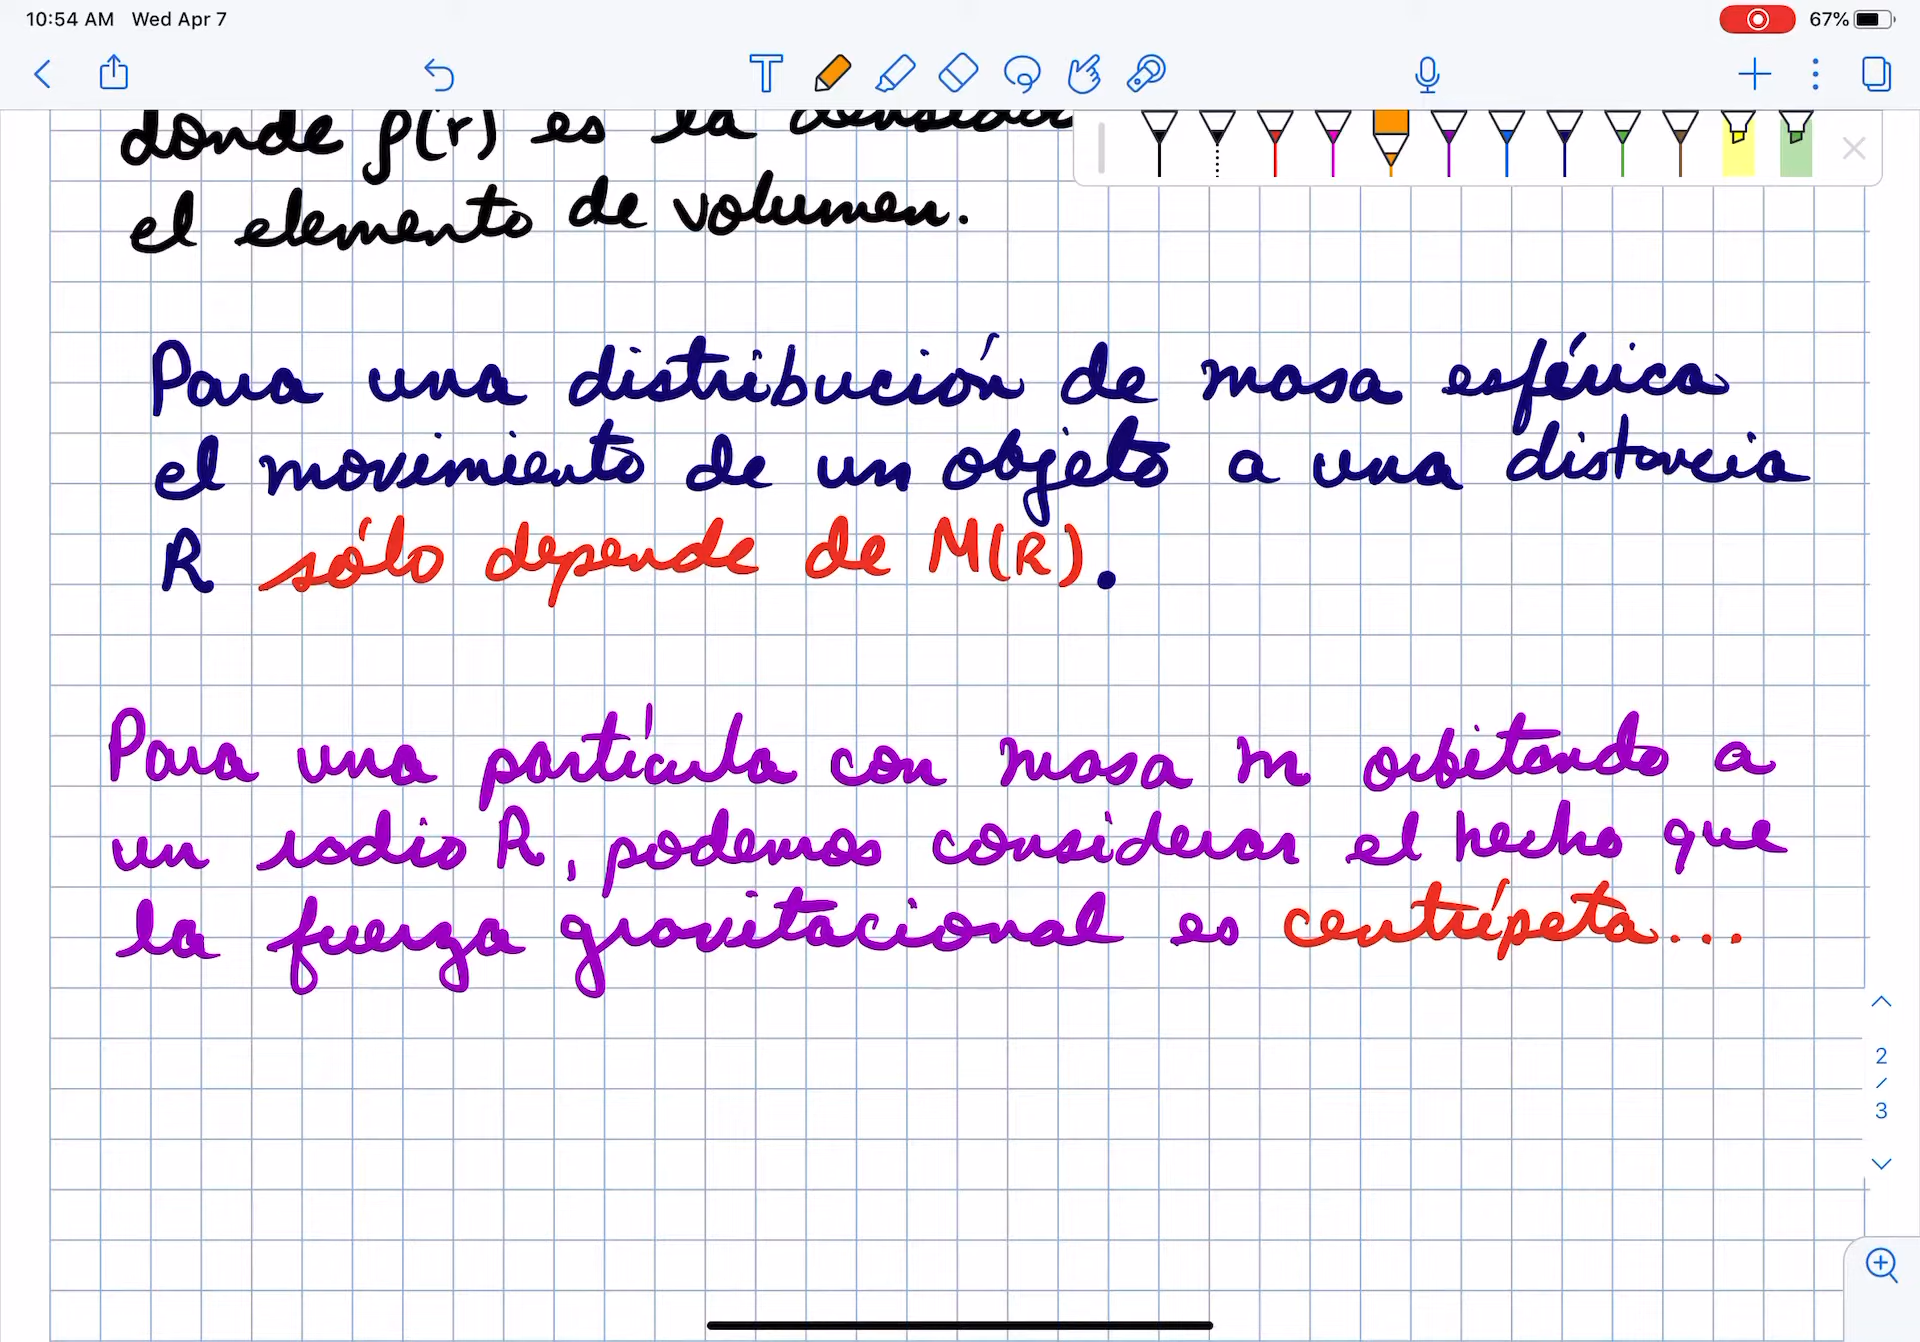 10:54 AM Wed Apr 7
67%
donde ρ(r) es la densidad
el elemento de volumen.
Para una distribución de masa esférica
el movimiento de un objeto a una distancia
R sólo depende de M(R).
Para una partícula con masa m orbitando a
un radio R, podemos considerar el hecho que
la fuerza gravitacional es centrípeta...
2
/
3